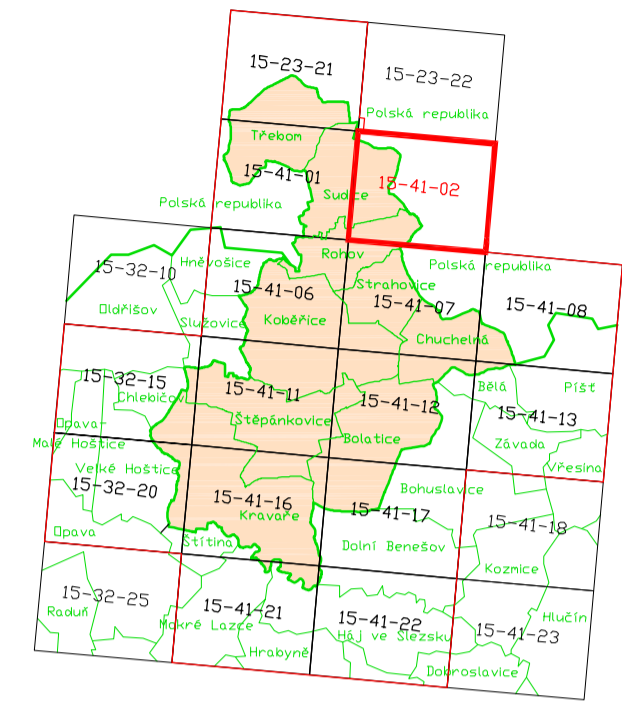 15-23-21
15-23-22
Polská republika
Třebom
15-41-01
Sudice
15-41-02
Polská republika
Hněvošice
Rohov
Polská republika
15-32-10
15-41-06
Strahovice
15-41-07
15-41-08
Oldřišov
Služovice
Kobeřice
Chuchelná
15-32-15
Chlebičov
15-41-11
15-41-12
Bělá
Píšť
15-41-13
Opava-
Malé Hoštice
Štěpánkovice
Bolatice
Závada
Velké Hoštice
Vřesina
15-32-20
15-41-16
Kravaře
Bohuslavice
15-41-17
15-41-18
Opava
Štítina
Dolní Benešov
Kozmice
15-32-25
Raduň
15-41-21
Mokré Lazce
15-41-22
Háj ve Slezsku
15-41-23
Hlučín
Hrabyně
Dobroslavice